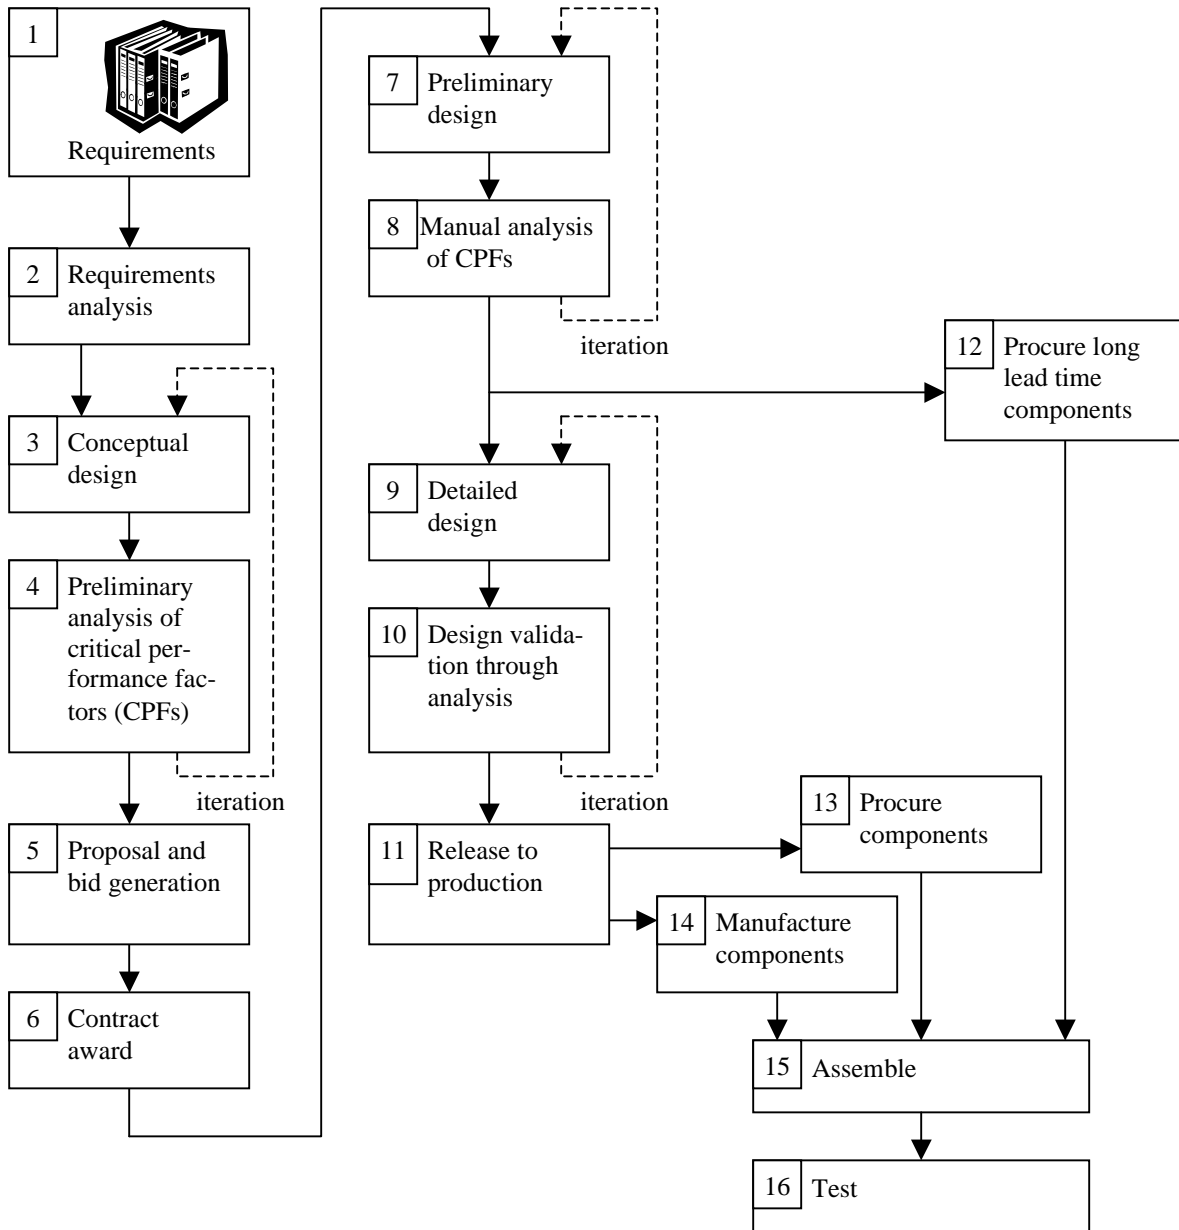 1
Requirements
2
Requirements
analysis
3
Conceptual
design
4
Preliminary
analysis of
critical per-
formance fac-
tors (CPFs)
iteration
5
Proposal and
bid generation
6
Contract
award
7
Preliminary
design
8
Manual analysis
of CPFs
iteration
9
Detailed
design
10
Design valida-
tion through
analysis
iteration
11
Release to
production
12
Procure long
lead time
components
13
Procure
components
14
Manufacture
components
15
Assemble
16
Test